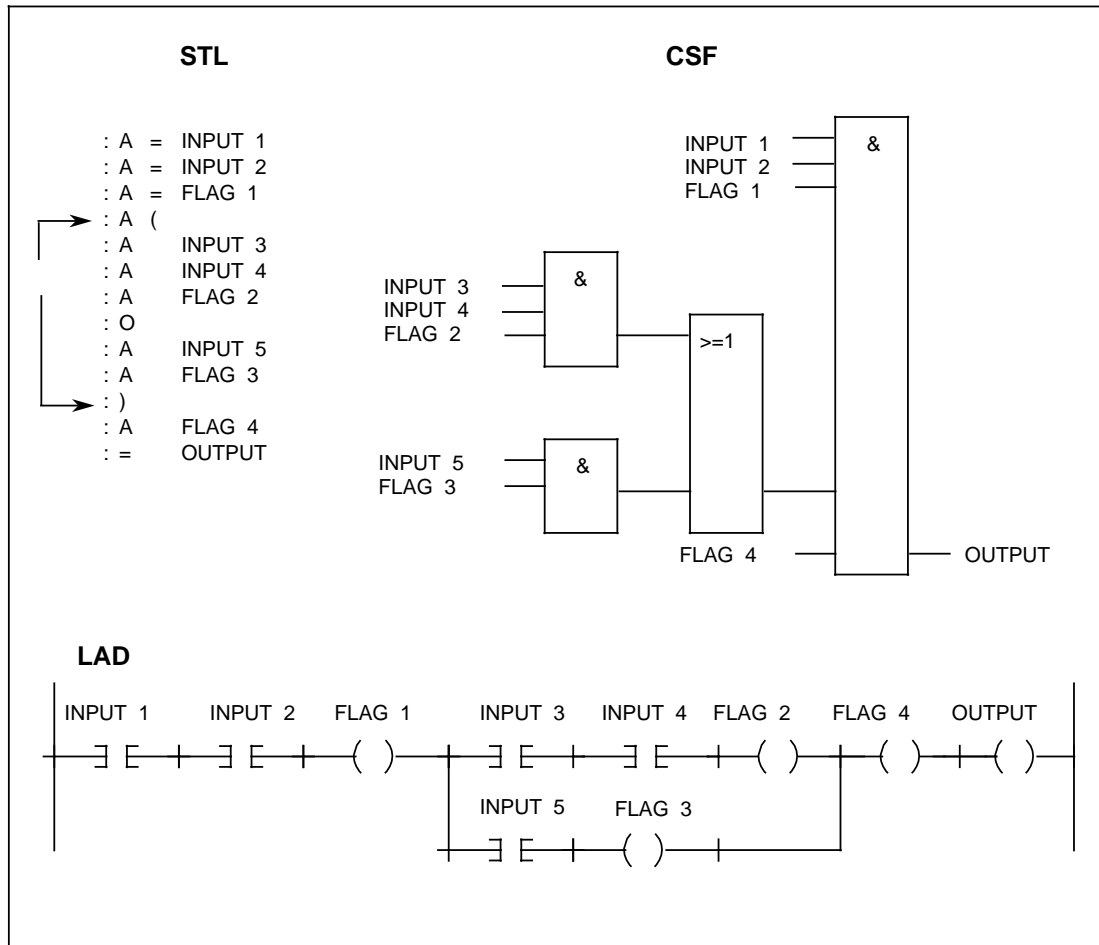 STL
: A = INPUT 1
: A = INPUT 2
: A = FLAG 1
: A (
: A INPUT 3
: A INPUT 4
: A FLAG 2
: O
: A INPUT 5
: A FLAG 3
: )
: A FLAG 4
: = OUTPUT
CSF
INPUT 1
INPUT 2
FLAG 1
&
INPUT 3
INPUT 4
FLAG 2
&
>=1
INPUT 5
FLAG 3
&
FLAG 4
OUTPUT
LAD
INPUT 1 INPUT 2 FLAG 1 INPUT 3 INPUT 4 FLAG 2 FLAG 4 OUTPUT
INPUT 5 FLAG 3